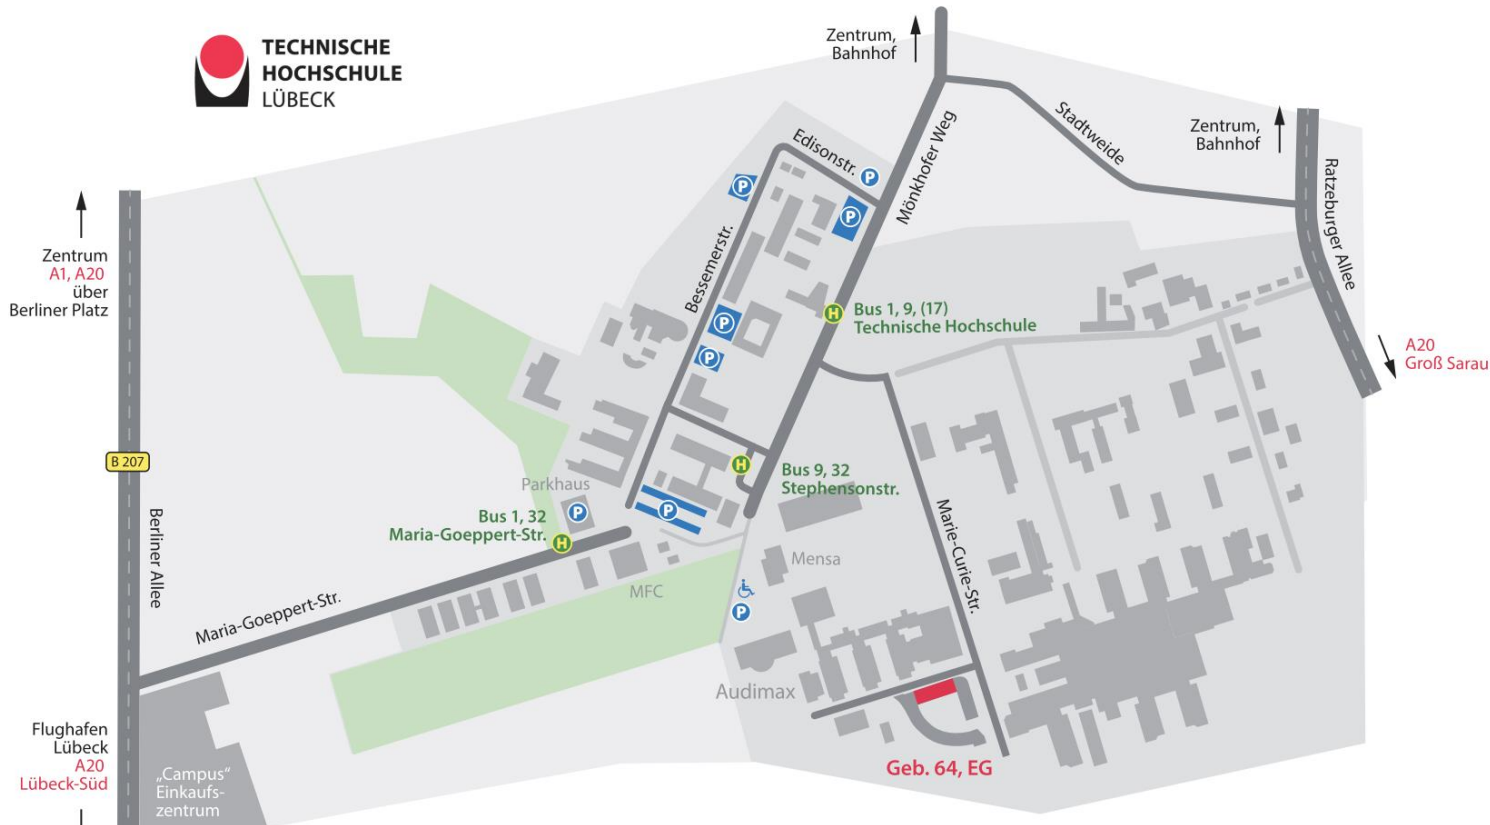 TECHNISCHE
HOCHSCHULE
LÜBECK
Zentrum,
Bahnhof
Mönkhofer Weg
Stadtweide
Zentrum,
Bahnhof
Ratzeburger Allee
A20
Groß Sarau
Edisonstr.
P
P
P
Bessemerstr.
P
P
H
Bus 1, 9, (17)
Technische Hochschule
Zentrum
A1, A20
über
Berliner Platz
B 207
Berliner Allee
H
Bus 9, 32
Stephensonstr.
Parkhaus
P
P
Bus 1, 32
Maria-Goeppert-Str.
H
Maria-Goeppert-Str.
MFC
Mensa
P
Marie-Curie-Str.
Audimax
Geb. 64, EG
Flughafen
Lübeck
A20
Lübeck-Süd
„Campus“
Einkaufs-
zentrum